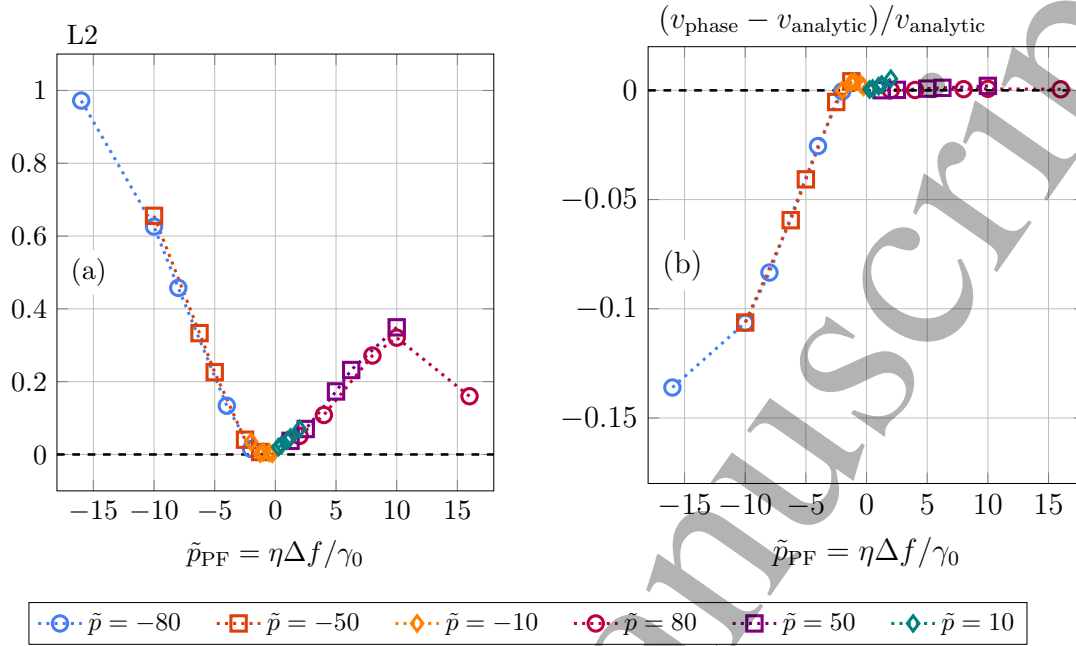 L2
1
0.8
0.6
0.4
0.2
0
(a)
−15 −10 −5 0 5 10 15
p̃_PF = ηΔf/γ_0
(v_phase − v_analytic)/v_analytic
0
−0.05
−0.1
−0.15
(b)
−15 −10 −5 0 5 10 15
p̃_PF = ηΔf/γ_0
p̃ = −80 p̃ = −50 p̃ = −10 p̃ = 80 p̃ = 50 p̃ = 10